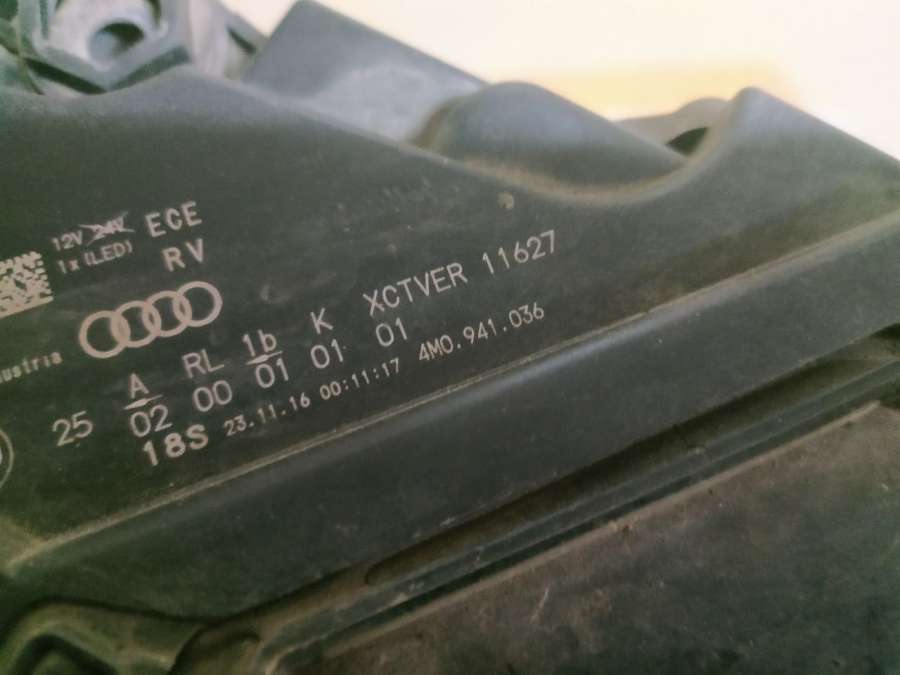 12V 24V ECE
1x(LED) RV
25 A RL 1b K XCTVER 11627
02 00 01 01 01
18S 23.11.16 00:11:17 4M0.941.036